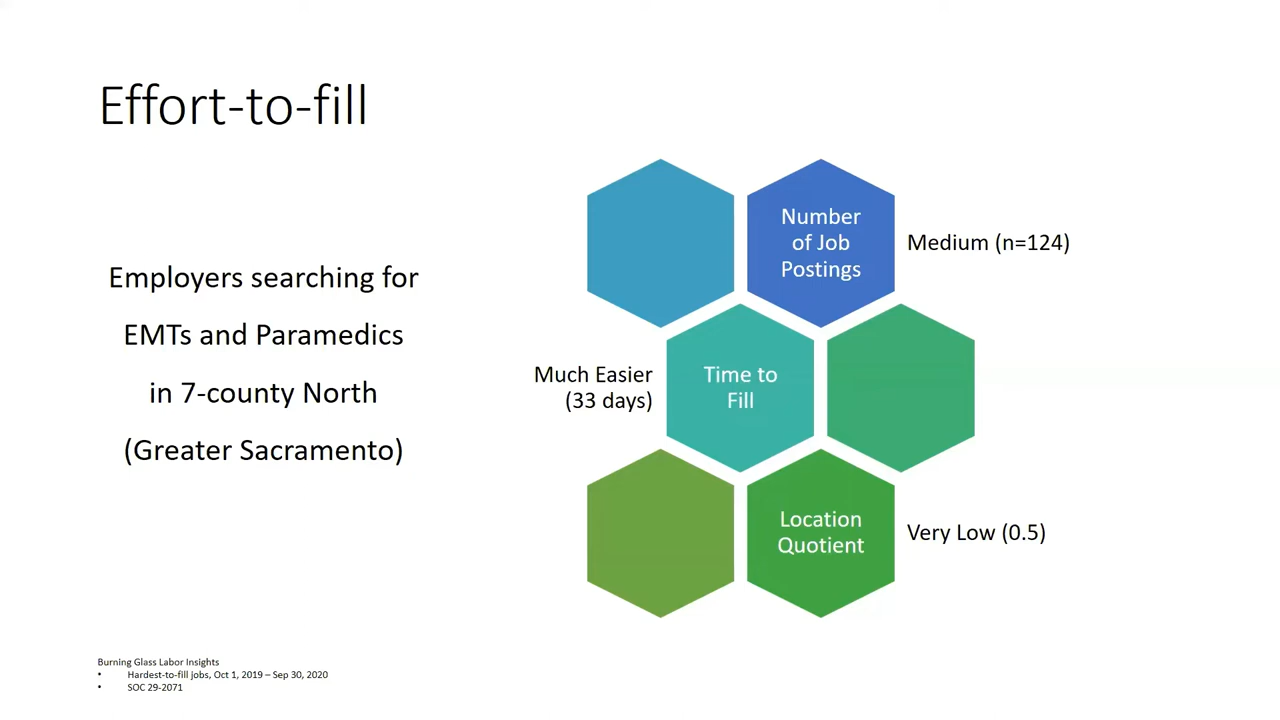 Effort-to-fill
Employers searching for
EMTs and Paramedics
in 7-county North
(Greater Sacramento)
Number
of Job
Postings
Medium (n=124)
Much Easier
(33 days)
Time to
Fill
Location
Quotient
Very Low (0.5)
Burning Glass Labor Insights
• Hardest-to-fill jobs, Oct 1, 2019 – Sep 30, 2020
• SOC 29-2071